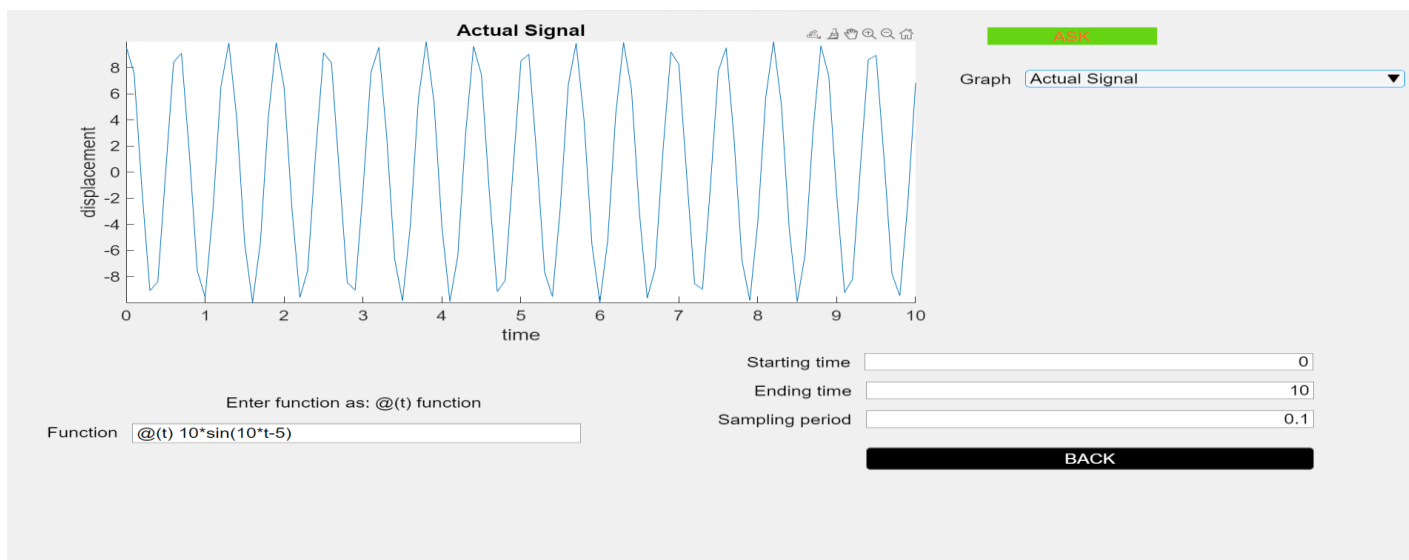 Actual Signal
ASK
Graph Actual Signal
8
6
4
2
0
-2
-4
-6
-8
displacement
0 1 2 3 4 5 6 7 8 9 10
time
Starting time 0
Ending time 10
Enter function as: @(t) function
Sampling period 0.1
Function @(t) 10*sin(10*t-5)
BACK